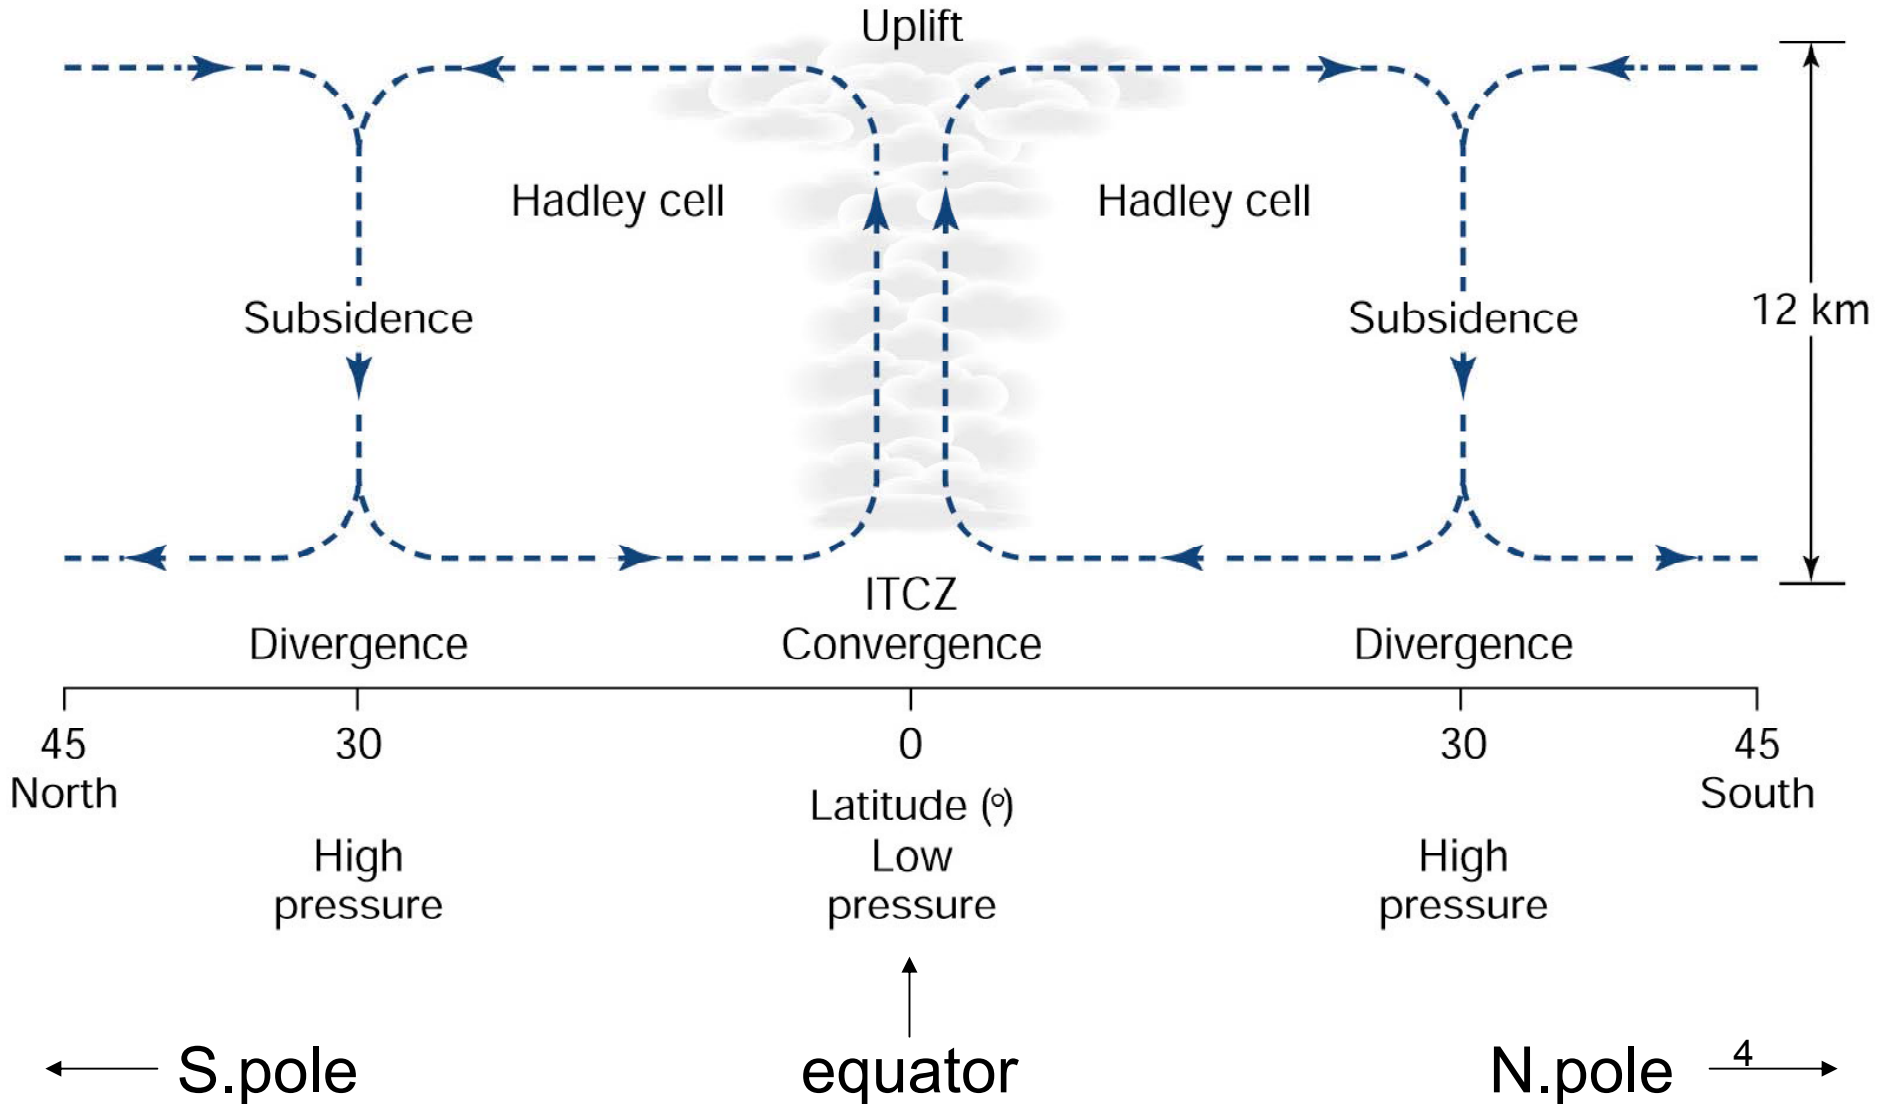 Uplift
Hadley cell
Hadley cell
Subsidence
Subsidence
12 km
ITCZ
Divergence
Convergence
Divergence
45
30
0
30
45
North
South
Latitude (°)
High
pressure
Low
pressure
High
pressure
S.pole
equator
N.pole
4